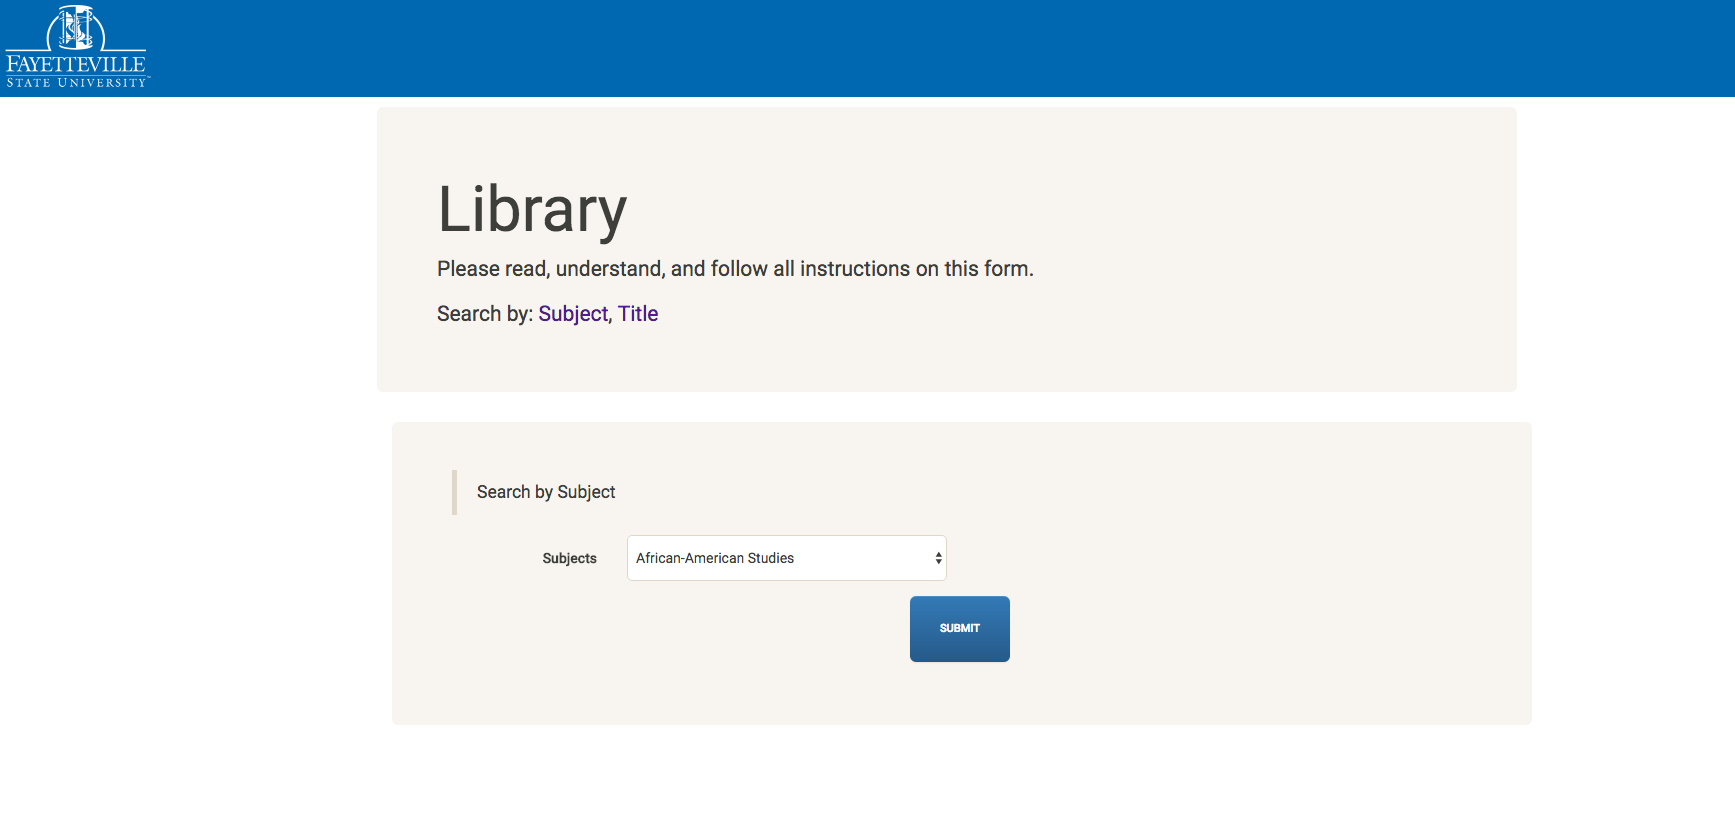 FAYETTEVILLE
STATE UNIVERSITY
Library
Please read, understand, and follow all instructions on this form.
Search by: Subject, Title
Search by Subject
Subjects
African-American Studies
SUBMIT